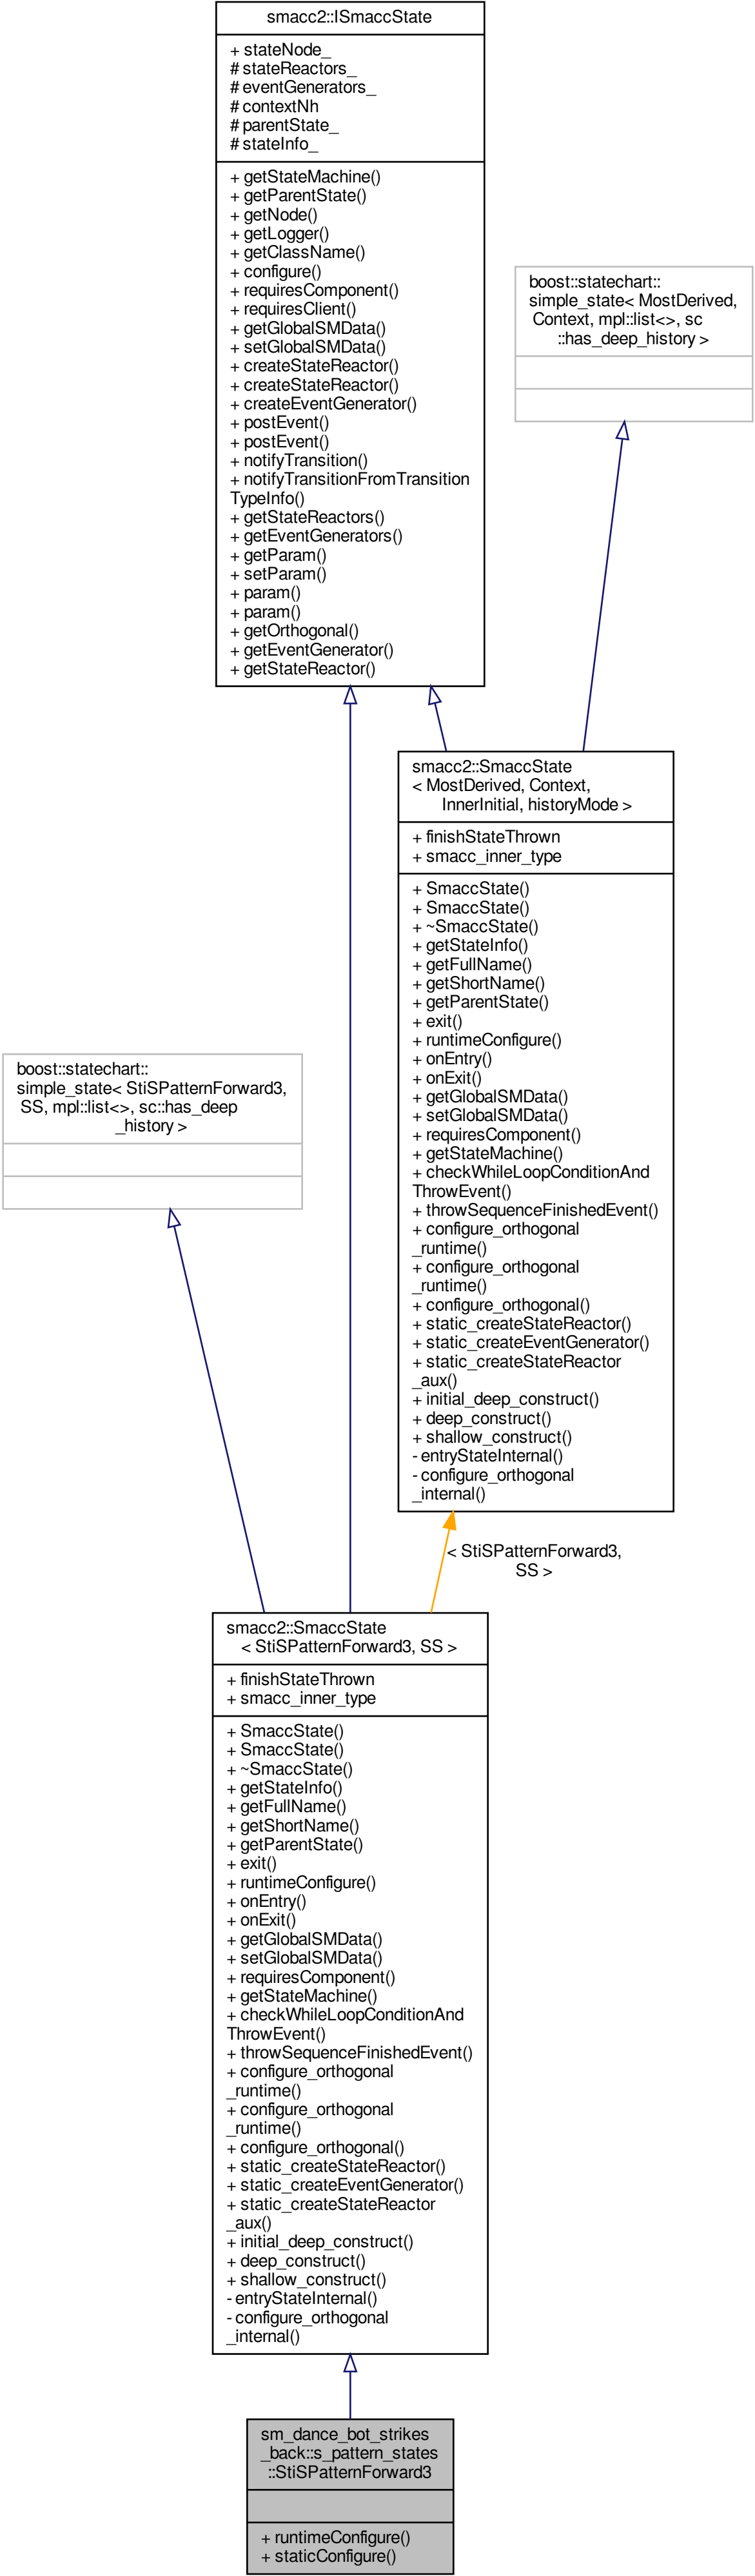 smacc2::ISmaccState
+ stateNode_
# stateReactors_
# eventGenerators_
# contextNh
# parentState_
# stateInfo_
+ getStateMachine()
+ getParentState()
+ getNode()
+ getLogger()
+ getClassName()
+ configure()
+ requiresComponent()
+ requiresClient()
+ getGlobalSMData()
+ setGlobalSMData()
+ createStateReactor()
+ createStateReactor()
+ createEventGenerator()
+ postEvent()
+ postEvent()
+ notifyTransition()
+ notifyTransitionFromTransition
TypeInfo()
+ getStateReactors()
+ getEventGenerators()
+ getParam()
+ setParam()
+ param()
+ param()
+ getOrthogonal()
+ getEventGenerator()
+ getStateReactor()
boost::statechart::
simple_state< MostDerived,
Context, mpl::list<>, sc
::has_deep_history >
smacc2::SmaccState
< MostDerived, Context,
InnerInitial, historyMode >
+ finishStateThrown
+ smacc_inner_type
+ SmaccState()
+ SmaccState()
+ ~SmaccState()
+ getStateInfo()
+ getFullName()
+ getShortName()
+ getParentState()
+ exit()
+ runtimeConfigure()
+ onEntry()
+ onExit()
+ getGlobalSMData()
+ setGlobalSMData()
+ requiresComponent()
+ getStateMachine()
+ checkWhileLoopConditionAnd
ThrowEvent()
+ throwSequenceFinishedEvent()
+ configure_orthogonal
_runtime()
+ configure_orthogonal
_runtime()
+ configure_orthogonal()
+ static_createStateReactor()
+ static_createEventGenerator()
+ static_createStateReactor
_aux()
+ initial_deep_construct()
+ deep_construct()
+ shallow_construct()
- entryStateInternal()
- configure_orthogonal
_internal()
boost::statechart::
simple_state< StiSPatternForward3,
SS, mpl::list<>, sc::has_deep
_history >
< StiSPatternForward3,
SS >
smacc2::SmaccState
< StiSPatternForward3, SS >
+ finishStateThrown
+ smacc_inner_type
+ SmaccState()
+ SmaccState()
+ ~SmaccState()
+ getStateInfo()
+ getFullName()
+ getShortName()
+ getParentState()
+ exit()
+ runtimeConfigure()
+ onEntry()
+ onExit()
+ getGlobalSMData()
+ setGlobalSMData()
+ requiresComponent()
+ getStateMachine()
+ checkWhileLoopConditionAnd
ThrowEvent()
+ throwSequenceFinishedEvent()
+ configure_orthogonal
_runtime()
+ configure_orthogonal
_runtime()
+ configure_orthogonal()
+ static_createStateReactor()
+ static_createEventGenerator()
+ static_createStateReactor
_aux()
+ initial_deep_construct()
+ deep_construct()
+ shallow_construct()
- entryStateInternal()
- configure_orthogonal
_internal()
sm_dance_bot_strikes
_back::s_pattern_states
::StiSPatternForward3
+ runtimeConfigure()
+ staticConfigure()